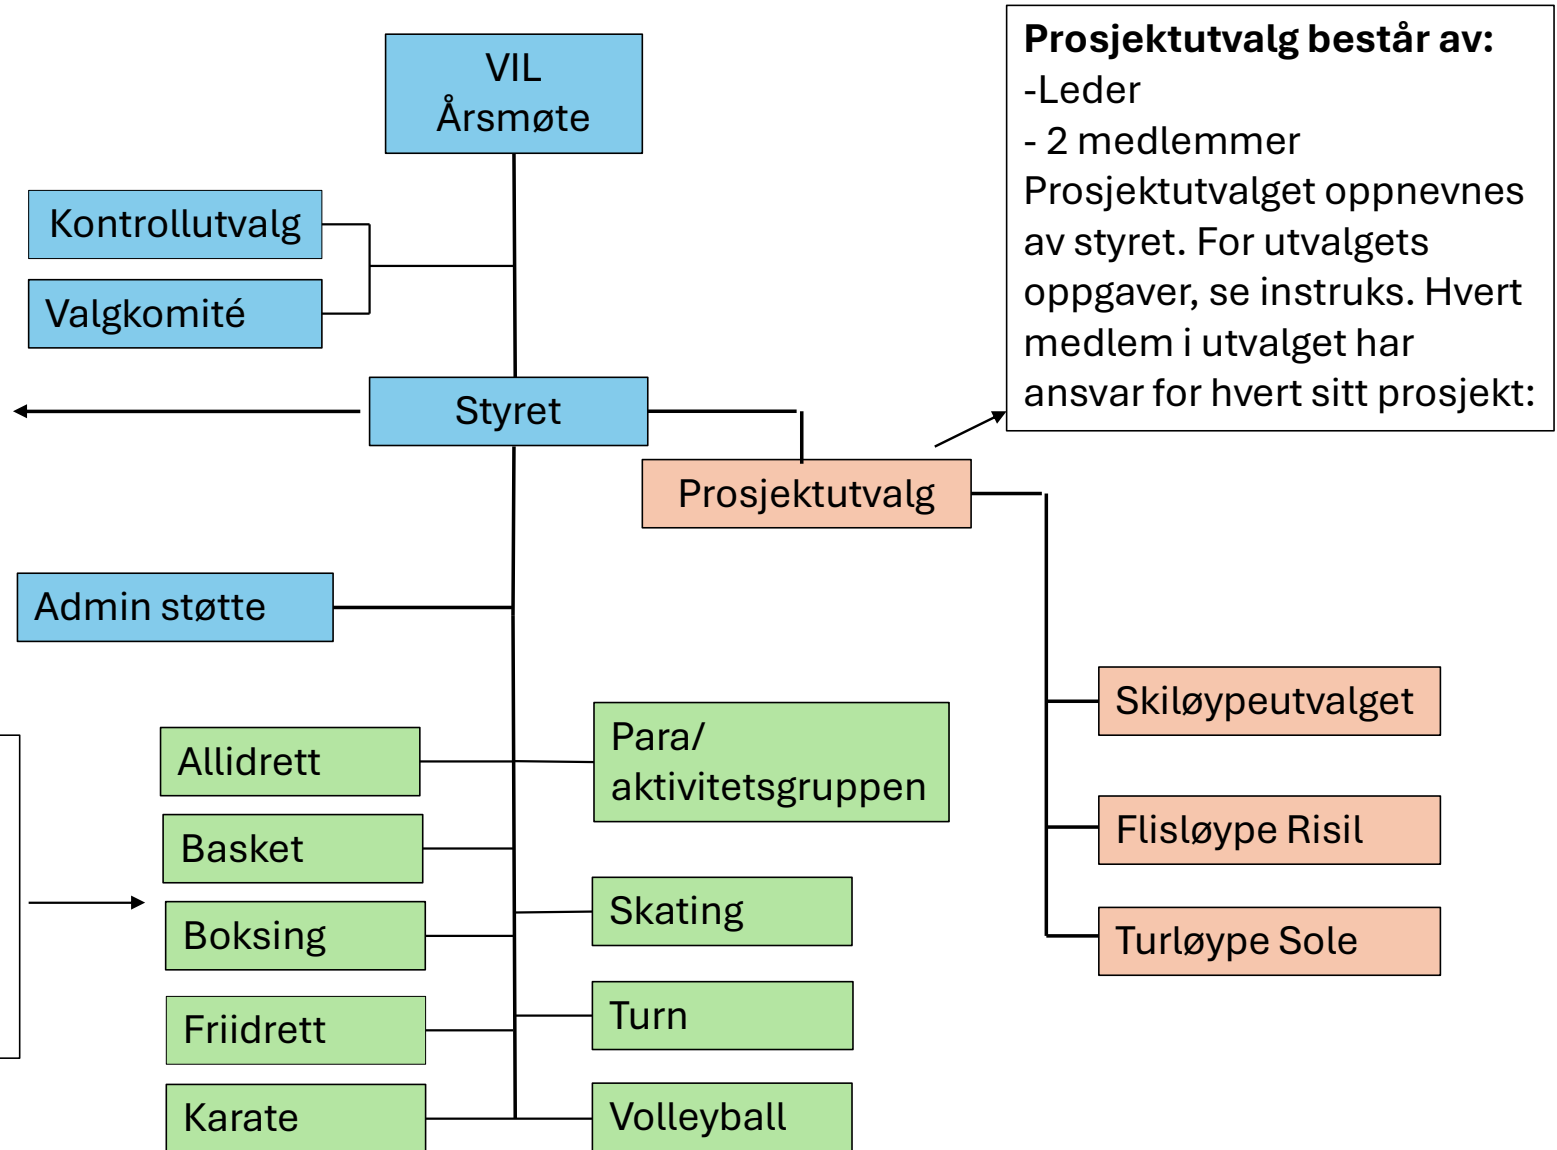 VIL
Årsmøte
Prosjektutvalg består av:
-Leder
- 2 medlemmer
Prosjektutvalget oppnevnes
av styret. For utvalgets
oppgaver, se instruks. Hvert
medlem i utvalget har
ansvar for hvert sitt prosjekt:
Kontrollutvalg
Valgkomité
Styret
Prosjektutvalg
Admin støtte
Skiløypeutvalget
Flisløype Risil
Turløype Sole
Allidrett
Basket
Boksing
Friidrett
Karate
Para/
aktivitetsgruppen
Skating
Turn
Volleyball